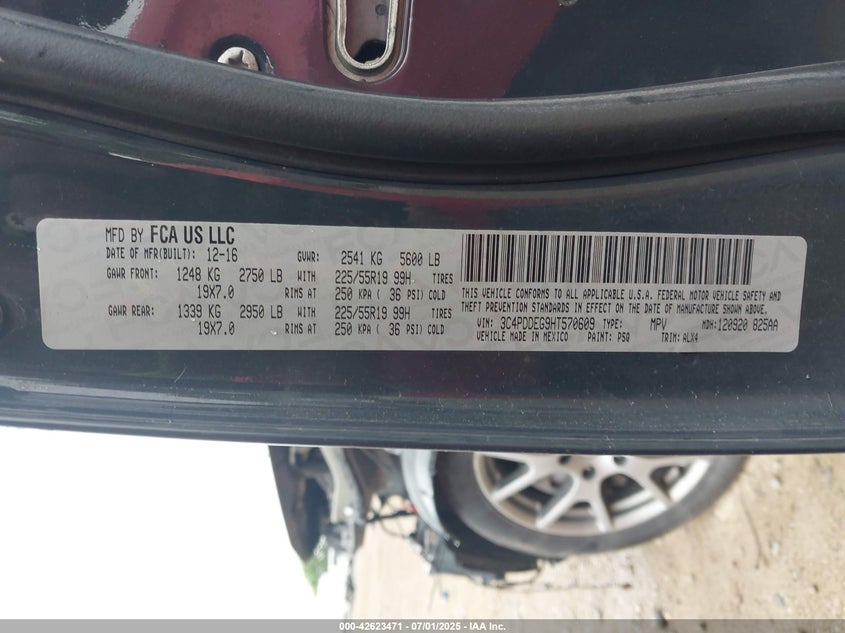 MFD BY FCA US LLC
DATE OF MFR(BUILT): 12-16 GVWR: 2541 KG 5600 LB
GAWR FRONT: 1248 KG 2750 LB WITH 225/55R19 99H TIRES
19X7.0 RIMS AT 250 KPA ( 36 PSI) COLD
GAWR REAR: 1339 KG 2950 LB WITH 225/55R19 99H TIRES
19X7.0 RIMS AT 250 KPA ( 36 PSI) COLD
THIS VEHICLE CONFORMS TO ALL APPLICABLE U.S.A. FEDERAL MOTOR VEHICLE SAFETY AND
THEFT PREVENTION STANDARDS IN EFFECT ON THE DATE OF MANUFACTURE SHOWN ABOVE.
VIN: 3C4PDDEG9HT570609 TYPE: MPV MDH:120920 825AA
VEHICLE MADE IN MEXICO PAINT: PSQ TRIM: ALX4
000-42623471 - 07/01/2025 - IAA Inc.